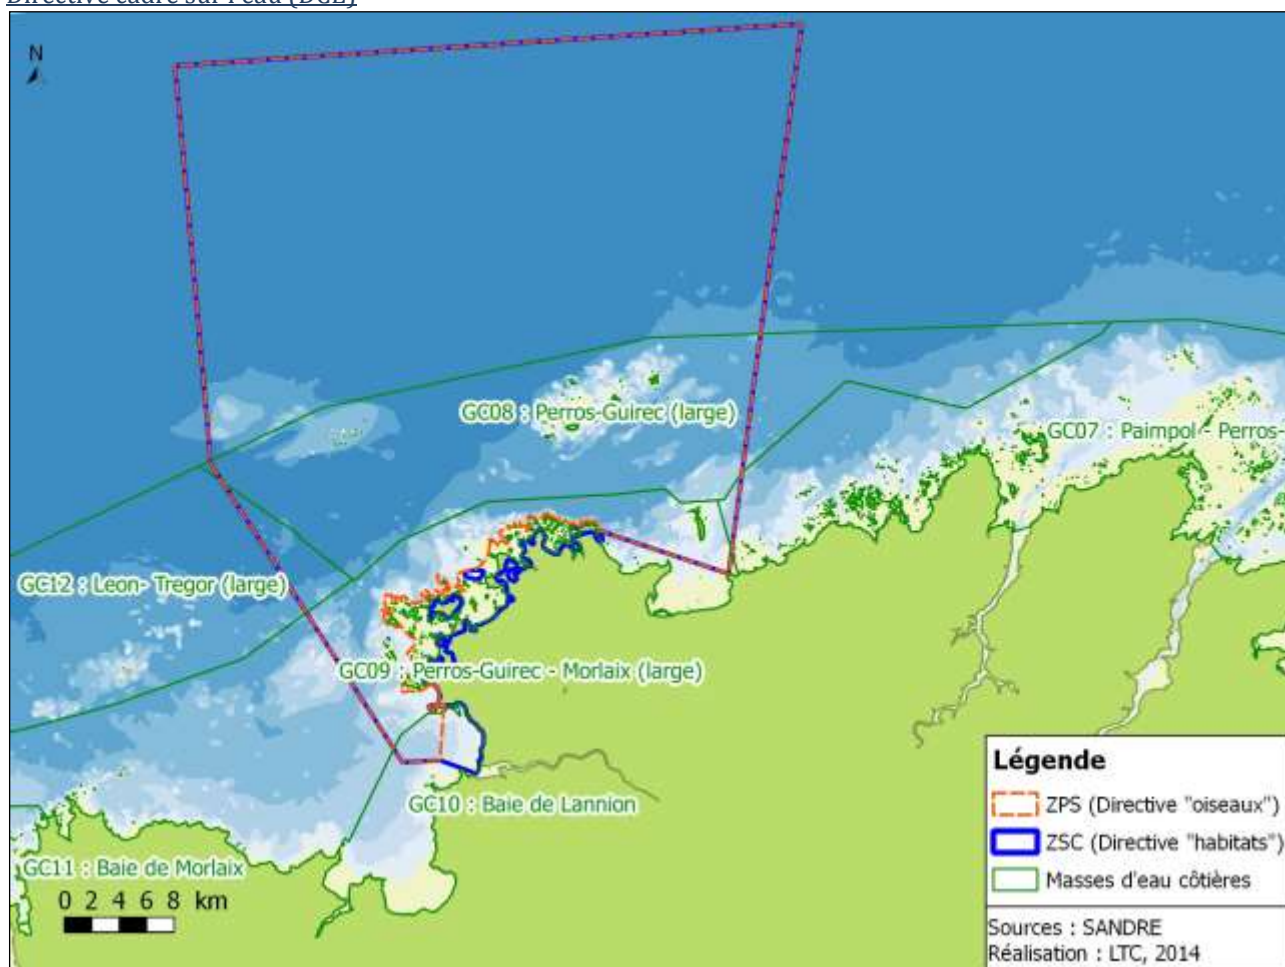 Directive cadre sur l'eau (DCE)
N
GC08 : Perros-Guirec (large)
GC07 : Paimpol - Perros-
GC12 : Leon- Tregor (large)
GC09 : Perros-Guirec - Morlaix (large)
GC10 : Baie de Lannion
GC11 : Baie de Morlaix
0 2 4 6 8 km
Légende
ZPS (Directive "oiseaux")
ZSC (Directive "habitats")
Masses d'eau côtières
Sources : SANDRE
Réalisation : LTC, 2014